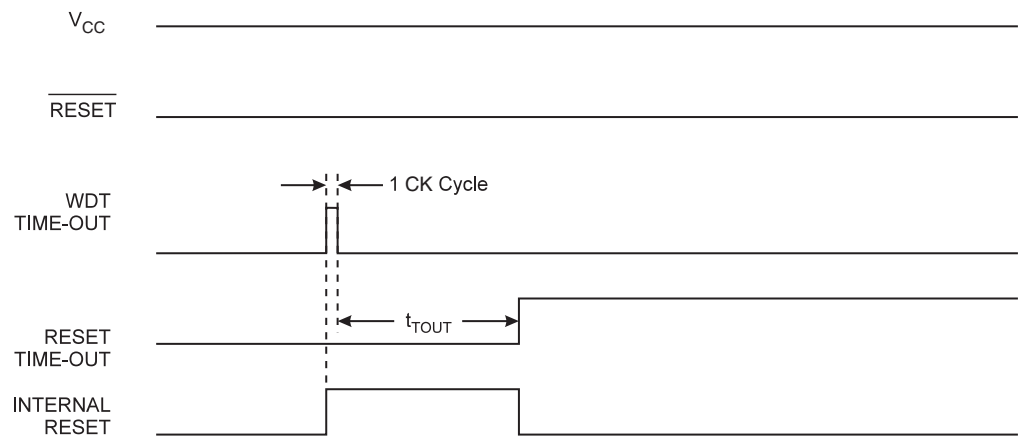 VCC
RESET
WDT
TIME-OUT
1 CK Cycle
RESET
TIME-OUT
tTOUT
INTERNAL
RESET